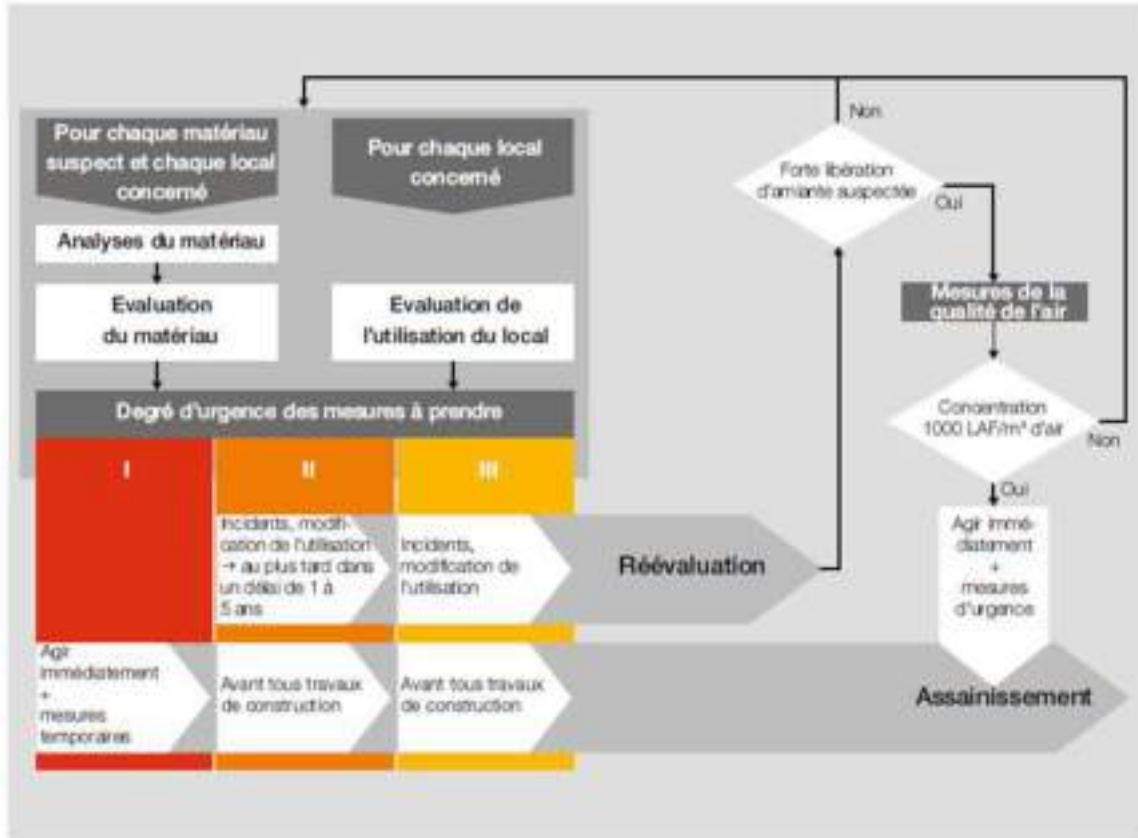 Pour chaque matériau
suspect et chaque local
concerné
Pour chaque local
concerné
Analyses du matériau
Evaluation
du matériau
Evaluation de
l'utilisation du local
Degré d'urgence des mesures à prendre
I
II
III
Incidents, modifi-
cation de l'utilisation
→ au plus tard dans
un délai de 1 à
5 ans
Incidents,
modification de
l'utilisation
Réévaluation
Agir
immédiatement
+
mesures
temporaires
Avant tous travaux
de construction
Avant tous travaux
de construction
Assainissement
Non
Forte libération
d'amiante suspectée
Oui
Mesures de la
qualité de l'air
Concentration
1000 LAF/m³ d'air
Non
Oui
Agir immé-
diatement
+
mesures
d'urgence